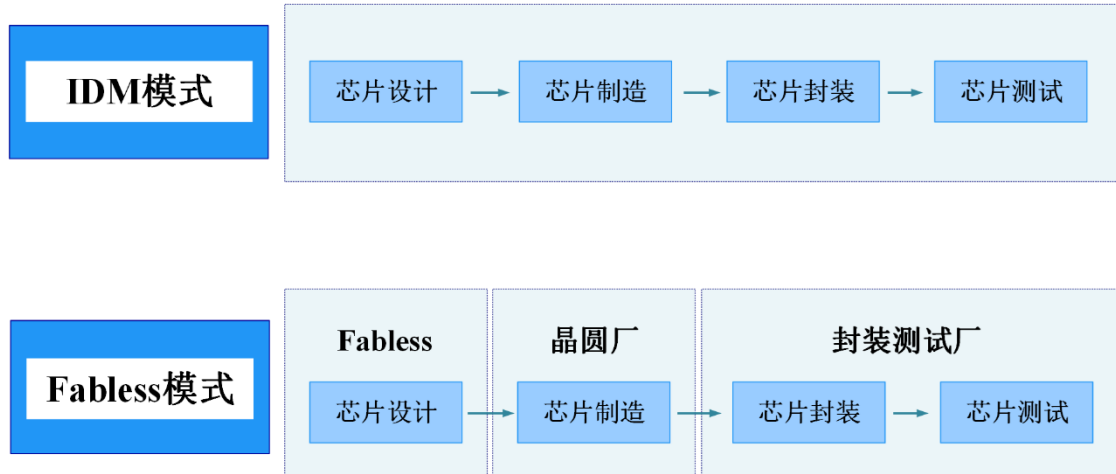 IDM模式
芯片设计
芯片制造
芯片封装
芯片测试
Fabless模式
Fabless
晶圆厂
封装测试厂
芯片设计
芯片制造
芯片封装
芯片测试